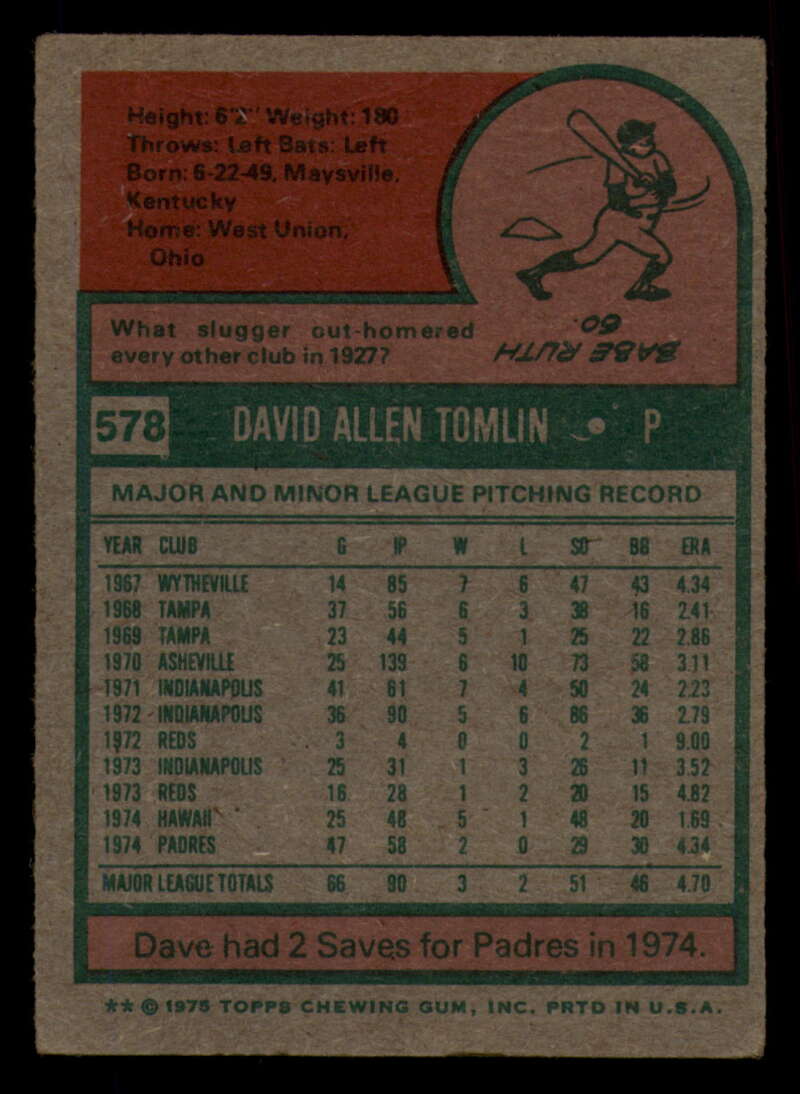 Height: 6'2" Weight: 180
Throws: Left Bats: Left
Born: 6-22-49, Maysville,
Kentucky
Home: West Union,
Ohio
What slugger out-homered
every other club in 1927?
BABE RUTH
60.
578 DAVID ALLEN TOMLIN • P
MAJOR AND MINOR LEAGUE PITCHING RECORD
YEAR CLUB G IP W L SO BB ERA
1967 WYTHEVILLE 14 85 7 6 47 43 4.34
1968 TAMPA 37 56 6 3 38 16 2.41
1969 TAMPA 23 44 5 1 25 22 2.86
1970 ASHEVILLE 25 139 6 10 73 58 3.11
1971 INDIANAPOLIS 41 61 7 4 50 24 2.23
1972 INDIANAPOLIS 36 90 5 6 86 36 2.79
1972 REDS 3 4 0 0 2 1 9.00
1973 INDIANAPOLIS 25 31 1 3 26 11 3.52
1973 REDS 16 28 1 2 20 15 4.82
1974 HAWAII 25 48 5 1 48 20 1.69
1974 PADRES 47 58 2 0 29 30 4.34
MAJOR LEAGUE TOTALS 66 90 3 2 51 46 4.70
Dave had 2 Saves for Padres in 1974.
** © 1975 TOPPS CHEWING GUM, INC. PRTD IN U.S.A.